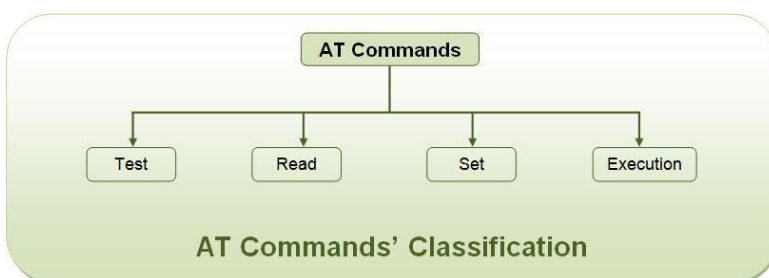 AT Commands
Test Read Set Execution
AT Commands’ Classification